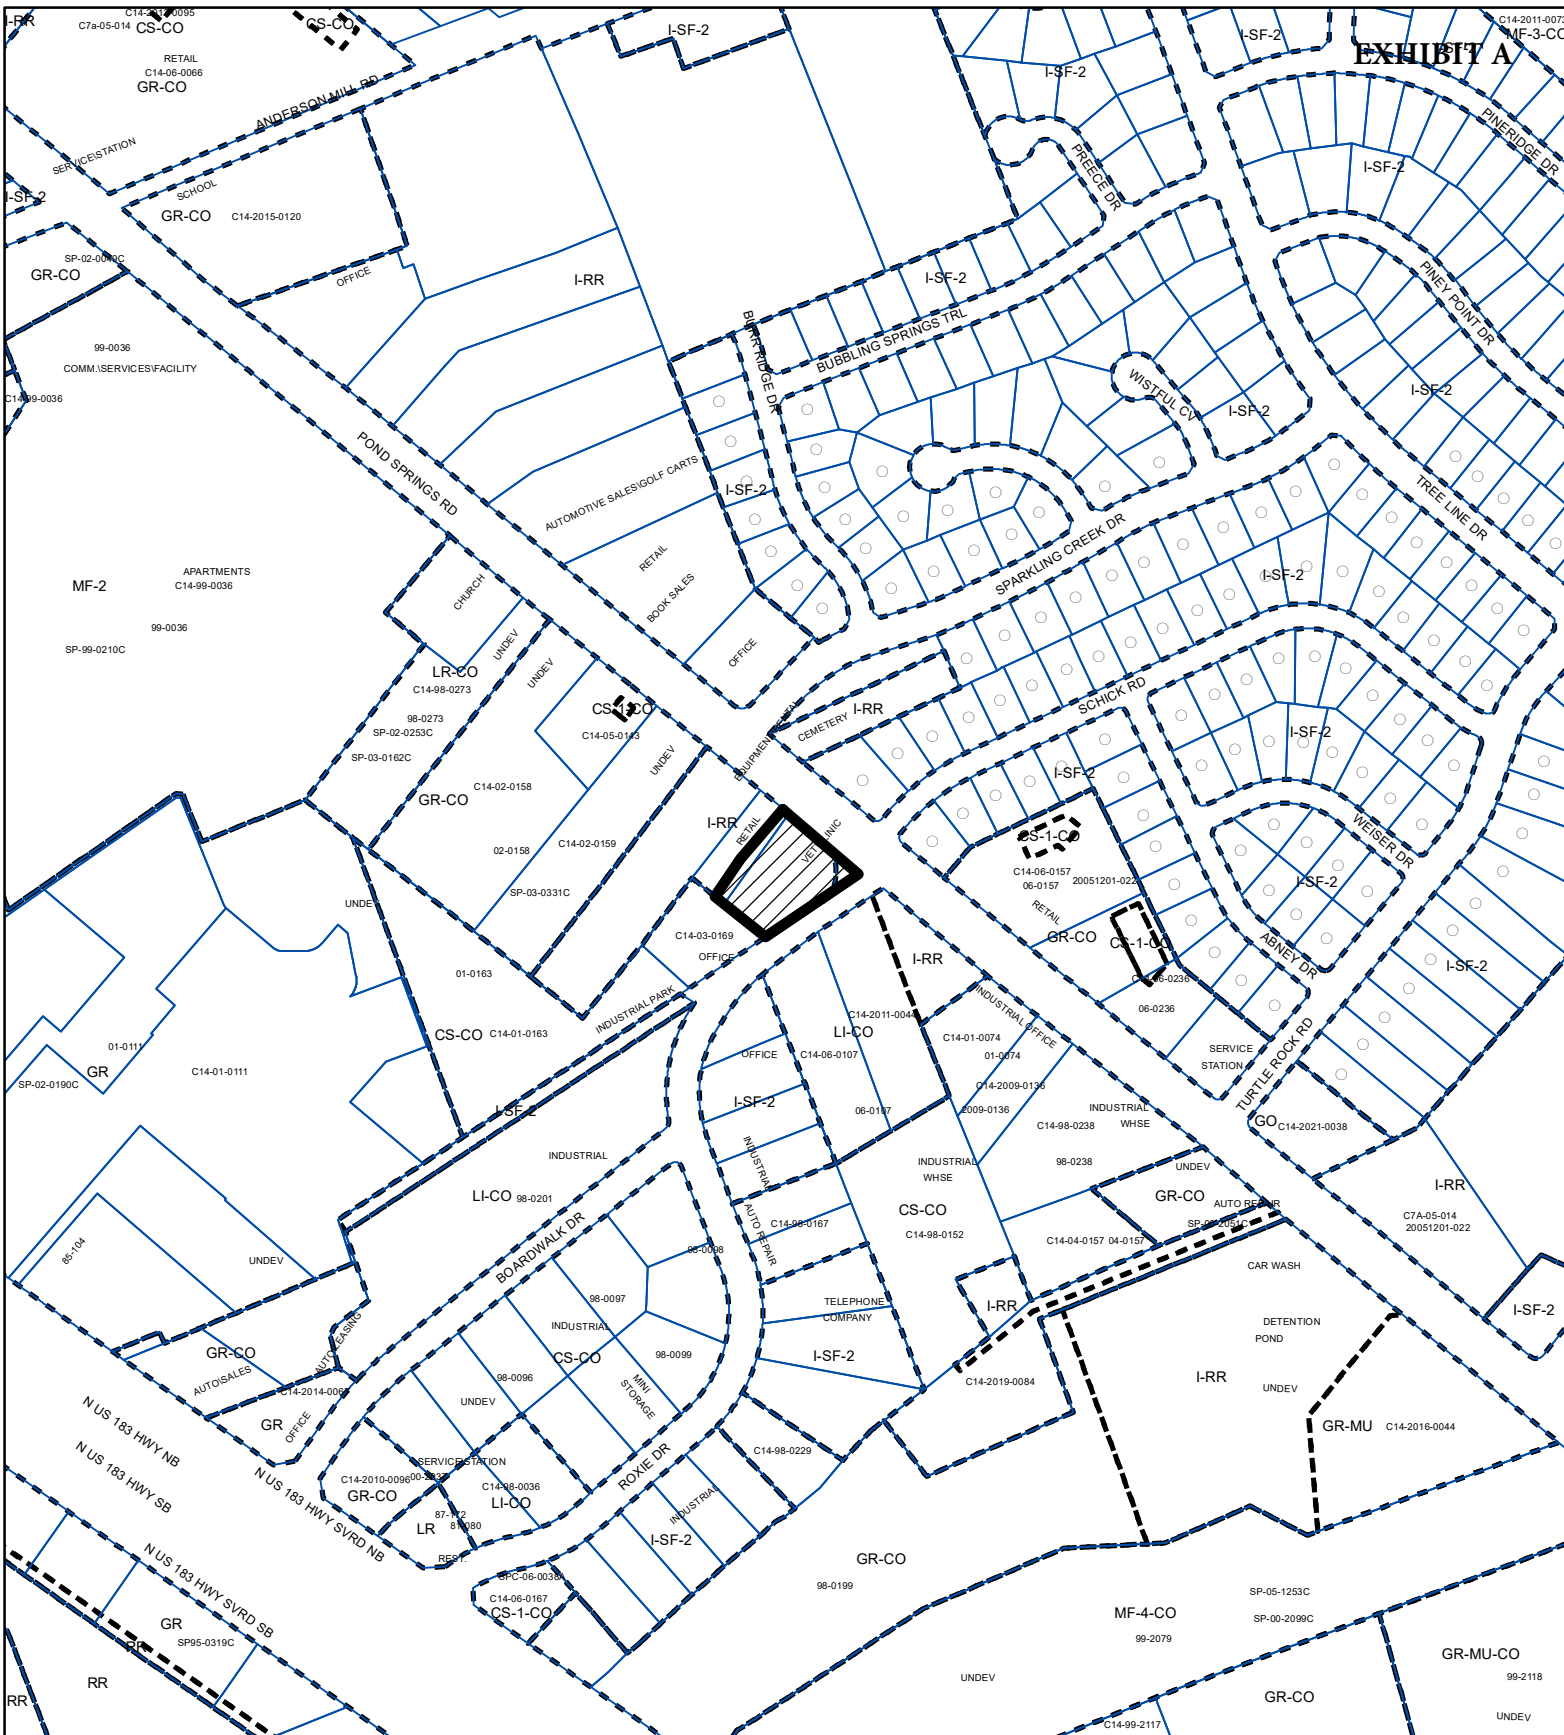 I-RR
C7a-05-014
CS-CO
CS-CO
I-SF-2
I-SF-2
C14-2011-0073
MF-3-CO
EXHIBIT A
RETAIL
C14-06-0066
GR-CO
I-SF-2
ANDERSON MILL RD
PINERIDGE DR
SERVICE\STATION
PREECE DR
I-SF-2
I-SF-2
SCHOOL
GR-CO
C14-2015-0120
SP-02-0049C
GR-CO
OFFICE
I-RR
I-SF-2
PINEY POINT DR
BURR RIDGE DR
BUBBLING SPRINGS TRL
99-0036
COMM.\SERVICES\FACILITY
C14-99-0036
WISTFUL CV
I-SF-2
I-SF-2
POND SPRINGS RD
AUTOMOTIVE SALES\GOLF CARTS
I-SF-2
TREE LINE DR
SPARKLING CREEK DR
RETAIL
BOOK SALES
I-SF-2
MF-2
APARTMENTS
C14-99-0036
CHURCH
99-0036
SP-99-0210C
UNDEV
UNDEV
OFFICE
LR-CO
C14-98-0273
98-0273
SP-02-0253C
SP-03-0162C
CS-1-CO
C14-05-0143
EQUIPMENT RENTAL
CEMETERY
I-RR
SCHICK RD
I-SF-2
UNDEV
I-SF-2
GR-CO
C14-02-0158
I-RR
RETAIL
VET CLINIC
CS-1-CO
WEISER DR
02-0158
C14-02-0159
SP-03-0331C
C14-06-0157
06-0157
20051201-022
I-SF-2
RETAIL
GR-CO
CS-1-CO
ABNEY DR
C14-03-0169
OFFICE
I-RR
I-SF-2
01-0163
C14-06-0236
06-0236
INDUSTRIAL PARK
INDUSTRIAL OFFICE
CS-CO
C14-01-0163
C14-2011-0044
LI-CO
C14-06-0107
C14-01-0074
01-0074
SERVICE
STATION
TURTLE ROCK RD
01-0111
GR
SP-02-0190C
C14-01-0111
OFFICE
C14-2009-0136
2009-0136
I-SF-2
I-SF-2
06-0107
INDUSTRIAL
WHSE
C14-98-0238
GO
C14-2021-0038
INDUSTRIAL
INDUSTRIAL
INDUSTRIAL
WHSE
98-0238
UNDEV
LI-CO
98-0201
GR-CO
AUTO REPAIR
I-RR
CS-CO
C14-98-0167
C14-98-0152
AUTO REPAIR
C7A-05-014
20051201-022
BOARDWALK DR
98-0098
C14-04-0157
04-0157
85-104
UNDEV
CAR WASH
98-0097
TELEPHONE
COMPANY
I-RR
I-SF-2
DETENTION
POND
AUTO LEASING
INDUSTRIAL
CS-CO
98-0099
I-SF-2
GR-CO
AUTO\SALES
98-0096
C14-2019-0084
I-RR
UNDEV
MINI
STORAGE
UNDEV
GR
OFFICE
GR-MU
C14-2016-0044
N US 183 HWY NB
N US 183 HWY SB
N US 183 HWY SVRD NB
SERVICE\STATION
C14-2010-0096
GR-CO
C14-98-0036
LI-CO
ROXIE DR
C14-98-0229
INDUSTRIAL
LR
I-SF-2
N US 183 HWY SVRD SB
GR-CO
98-0199
C14-06-0167
CS-1-CO
SP-05-1253C
SP-00-2099C
MF-4-CO
99-2079
GR
SP95-0319C
RR
RR
RR
UNDEV
GR-MU-CO
99-2118
GR-CO
UNDEV
C14-99-2117